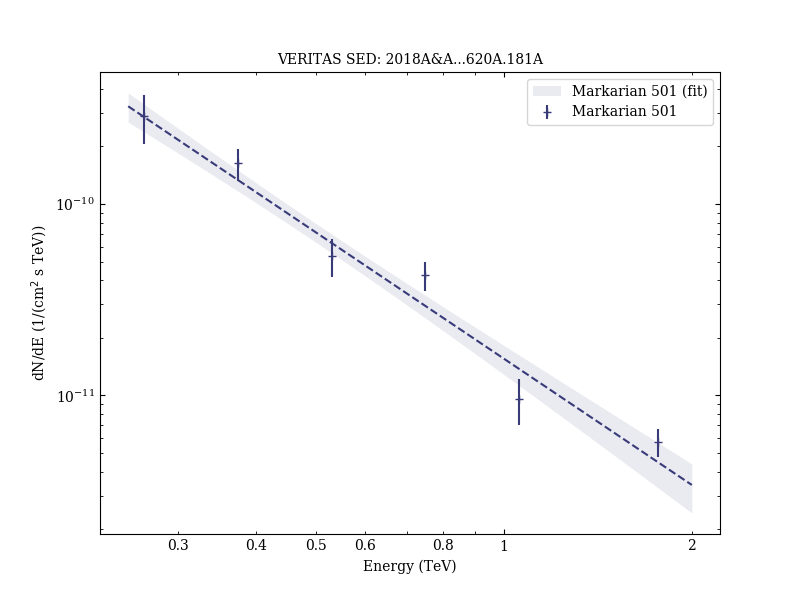 VERITAS SED: 2018A&A...620A.181A
Markarian 501 (fit)
Markarian 501
dN/dE (1/(cm² s TeV))
10⁻¹⁰
10⁻¹¹
0.3 0.4 0.5 0.6 0.8 1 2
Energy (TeV)